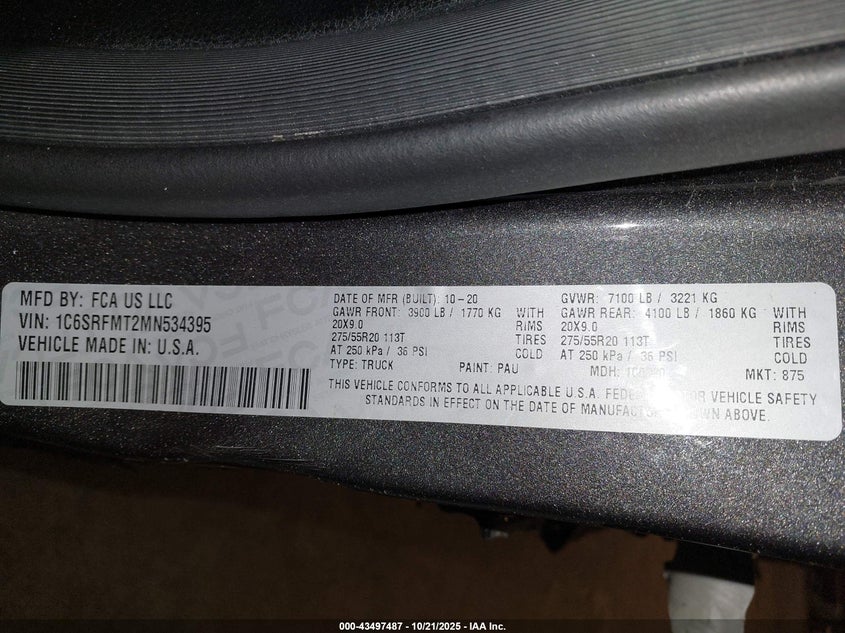 MFD BY: FCA US LLC
VIN: 1C6SRFMT2MN534395
VEHICLE MADE IN: U.S.A.
DATE OF MFR (BUILT): 10-20
GAWR FRONT: 3900 LB / 1770 KG WITH
20X9.0 RIMS
275/55R20 113T TIRES
AT 250 kPa / 36 PSI COLD
TYPE: TRUCK PAINT: PAU
GVWR: 7100 LB / 3221 KG
GAWR REAR: 4100 LB / 1860 KG WITH
20X9.0 RIMS
275/55R20 113T TIRES
AT 250 kPa / 36 PSI COLD
MDH: MKT: 875
THIS VEHICLE CONFORMS TO ALL APPLICABLE U.S.A. MOTOR VEHICLE SAFETY
STANDARDS IN EFFECT ON THE DATE OF MANUFACTURE SHOWN ABOVE.
000-43497487 - 10/21/2025 - IAA Inc.